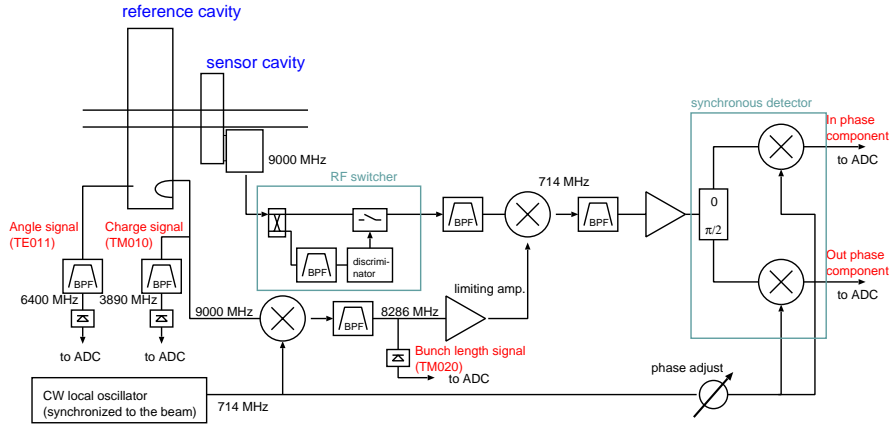 reference cavity
sensor cavity
9000 MHz
RF switcher
BPF
discrimi-
nator
BPF
714 MHz
BPF
synchronous detector
0
π/2
In phase
component
to ADC
Out phase
component
to ADC
Angle signal
(TE011)
Charge signal
(TM010)
BPF
BPF
6400 MHz
3890 MHz
to ADC
to ADC
9000 MHz
BPF
8286 MHz
limiting amp.
Bunch length signal
(TM020)
to ADC
CW local oscillator
(synchronized to the beam)
714 MHz
phase adjust